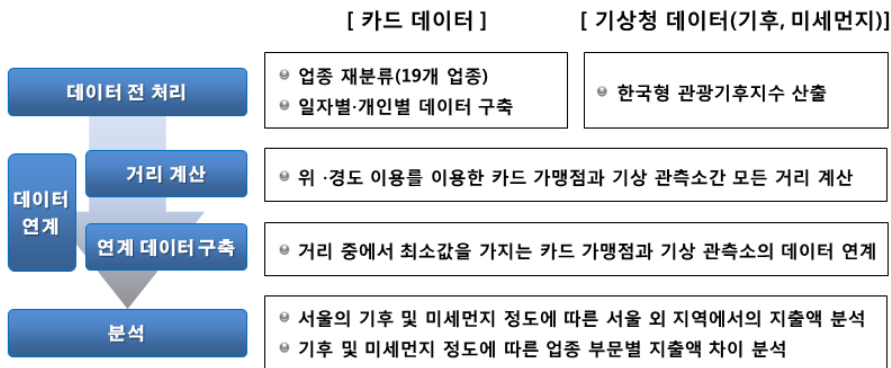 [ 카드 데이터 ]
[ 기상청 데이터(기후, 미세먼지)]
데이터 전 처리
업종 재분류(19개 업종)
일자별·개인별 데이터 구축
한국형 관광기후지수 산출
데이터
연계
거리 계산
위 ·경도 이용를 이용한 카드 가맹점과 기상 관측소간 모든 거리 계산
연계 데이터 구축
거리 중에서 최소값을 가지는 카드 가맹점과 기상 관측소의 데이터 연계
분석
서울의 기후 및 미세먼지 정도에 따른 서울 외 지역에서의 지출액 분석
기후 및 미세먼지 정도에 따른 업종 부문별 지출액 차이 분석